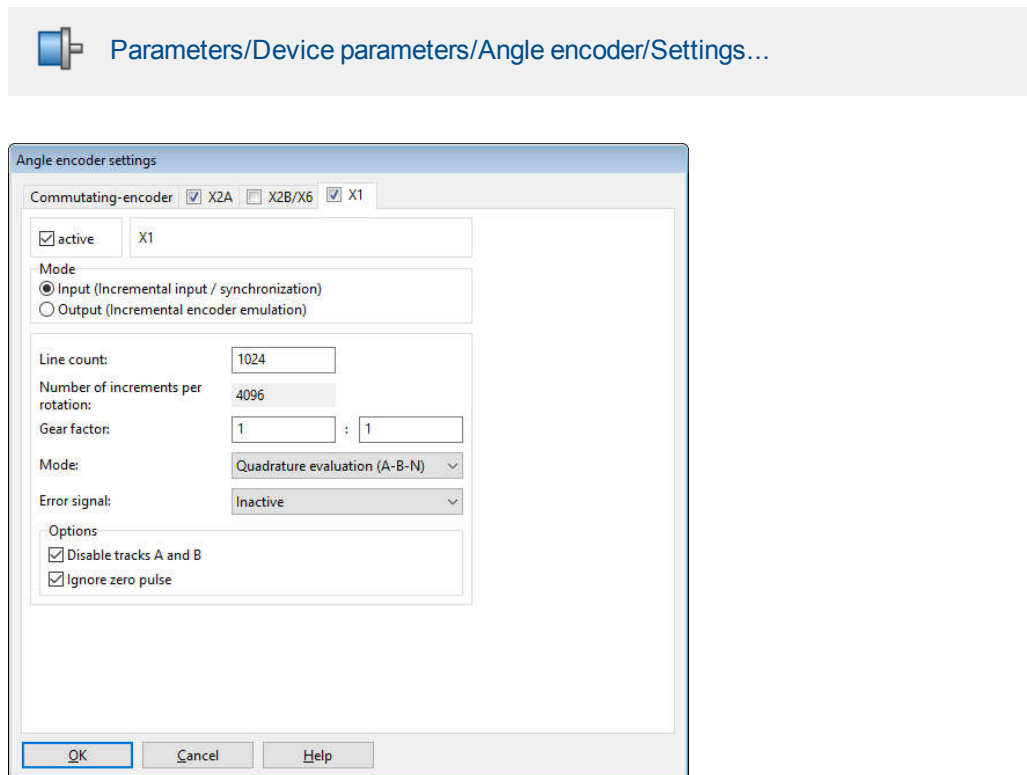 Parameters/Device parameters/Angle encoder/Settings...
Angle encoder settings
Commutating-encoder X2A X2B/X6 X1
active X1
Mode
Input (Incremental input / synchronization)
Output (Incremental encoder emulation)
Line count: 1024
Number of increments per
rotation: 4096
Gear factor: 1 : 1
Mode: Quadrature evaluation (A-B-N)
Error signal: Inactive
Options
Disable tracks A and B
Ignore zero pulse
OK Cancel Help